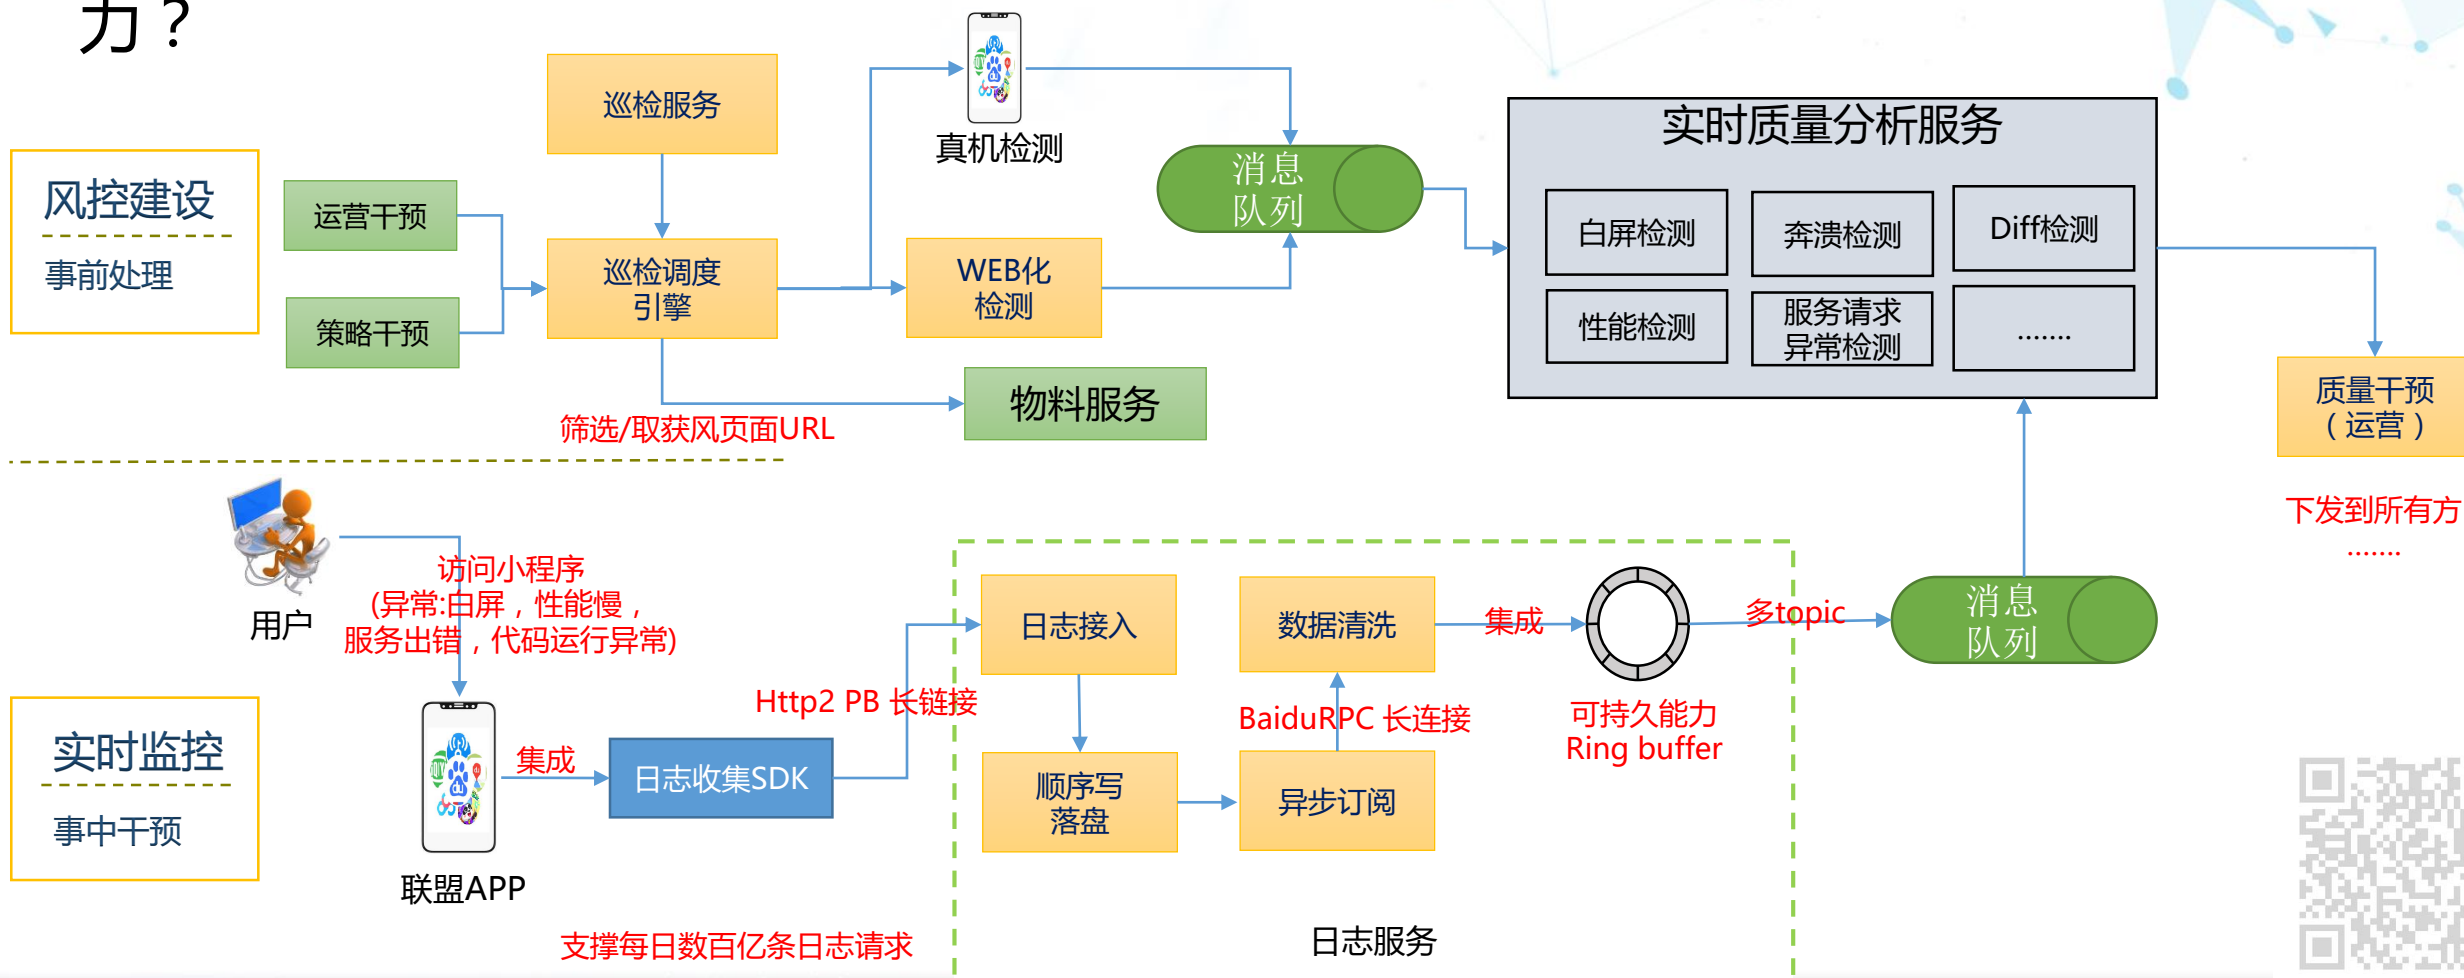 力？
巡检服务
真机检测
实时质量分析服务
消息
队列
风控建设
事前处理
运营干预
策略干预
巡检调度
引擎
WEB化
检测
白屏检测
奔溃检测
Diff检测
性能检测
服务请求
异常检测
.......
物料服务
筛选/取获风页面URL
质量干预
（运营）
下发到所有方
.......
用户
访问小程序
(异常:白屏，性能慢，
服务出错，代码运行异常)
日志接入
数据清洗
集成
多topic
消息
队列
Http2 PB 长链接
BaiduRPC 长连接
可持久能力
Ring buffer
实时监控
事中干预
集成
日志收集SDK
顺序写
落盘
异步订阅
联盟APP
支撑每日数百亿条日志请求
日志服务